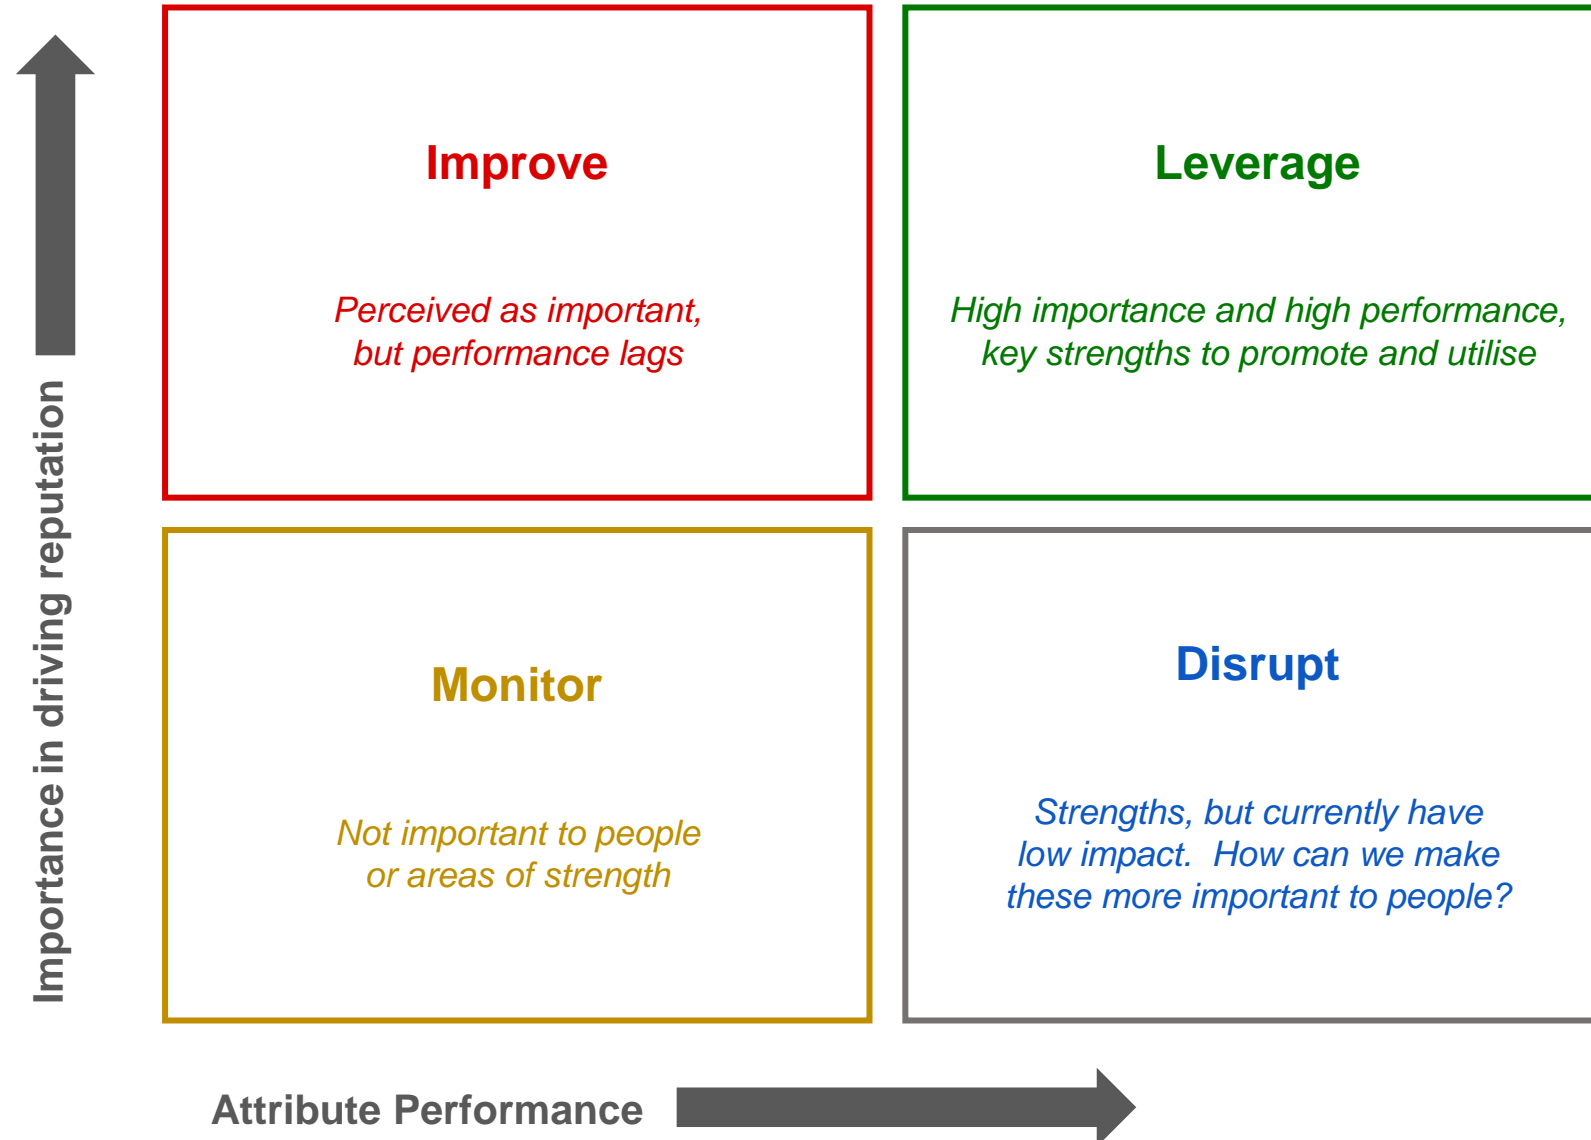 Improve
Perceived as important,
but performance lags
Leverage
High importance and high performance,
key strengths to promote and utilise
Importance in driving reputation
Monitor
Not important to people
or areas of strength
Disrupt
Strengths, but currently have
low impact.  How can we make
these more important to people?
Attribute Performance